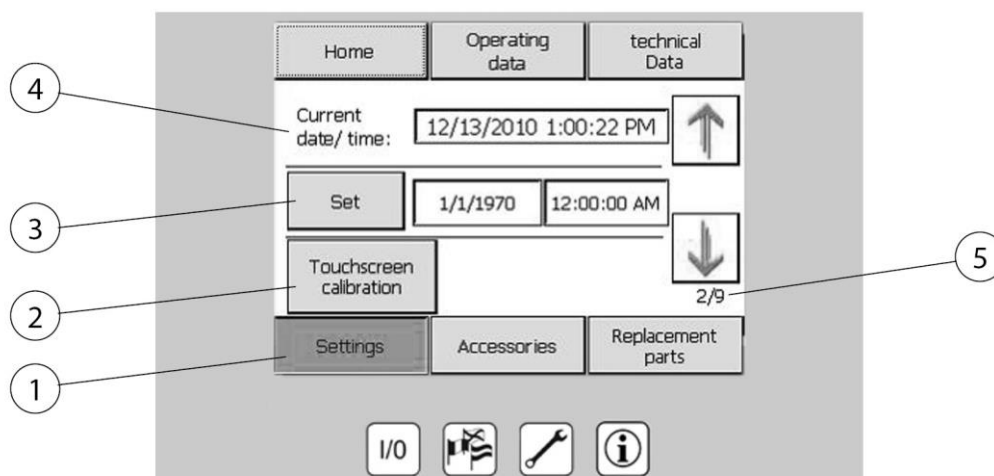 Home
Operating
data
technical
Data
4
Current
date/ time:
12/13/2010 1:00:22 PM
3
Set
1/1/1970
12:00:00 AM
5
2
Touchscreen
calibration
2/9
1
Settings
Accessories
Replacement
parts
I/0
i